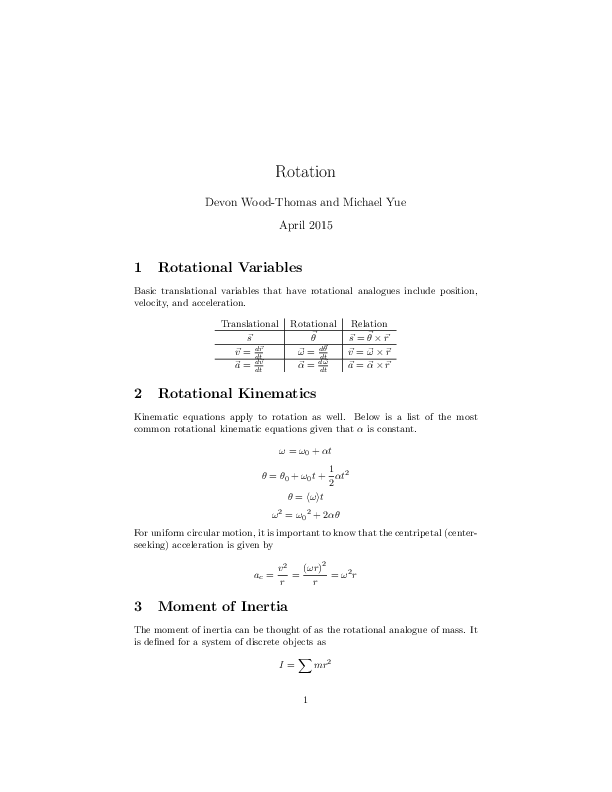 Rotation
Devon Wood-Thomas and Michael Yue
April 2015
1 Rotational Variables
Basic translational variables that have rotational analogues include position,
velocity, and acceleration.
Translational | Rotational | Relation
$\vec{s}$ | $\vec{\theta}$ | $\vec{s} = \vec{\theta} \times \vec{r}$
$\vec{v} = \frac{d\vec{r}}{dt}$ | $\vec{\omega} = \frac{d\vec{\theta}}{dt}$ | $\vec{v} = \vec{\omega} \times \vec{r}$
$\vec{a} = \frac{d\vec{v}}{dt}$ | $\vec{\alpha} = \frac{d\vec{\omega}}{dt}$ | $\vec{a} = \vec{\alpha} \times \vec{r}$
2 Rotational Kinematics
Kinematic equations apply to rotation as well. Below is a list of the most
common rotational kinematic equations given that $\alpha$ is constant.
$\omega = \omega_0 + \alpha t$
$\theta = \theta_0 + \omega_0 t + \frac{1}{2} \alpha t^2$
$\theta = \langle \omega \rangle t$
$\omega^2 = {\omega_0}^2 + 2\alpha\theta$
For uniform circular motion, it is important to know that the centripetal (center-
seeking) acceleration is given by
$a_c = \frac{v^2}{r} = \frac{(\omega r)^2}{r} = \omega^2 r$
3 Moment of Inertia
The moment of inertia can be thought of as the rotational analogue of mass. It
is defined for a system of discrete objects as
$I = \sum mr^2$
1